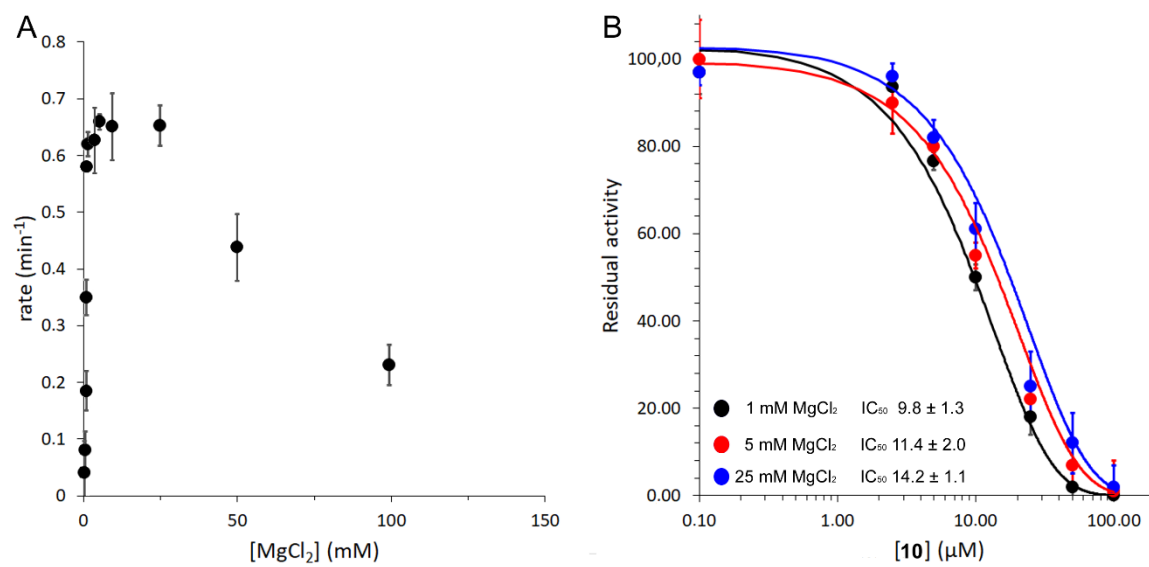 A
0.8
0.7
0.6
0.5
0.4
0.3
0.2
0.1
0
0
50
100
150
rate (min⁻¹)
[MgCl₂] (mM)
B
100,00
80.00
60.00
40.00
20.00
0.00
0.10
1.00
10.00
100.00
Residual activity
[10] (µM)
1 mM MgCl₂ IC₅₀ 9.8 ± 1.3
5 mM MgCl₂ IC₅₀ 11.4 ± 2.0
25 mM MgCl₂ IC₅₀ 14.2 ± 1.1